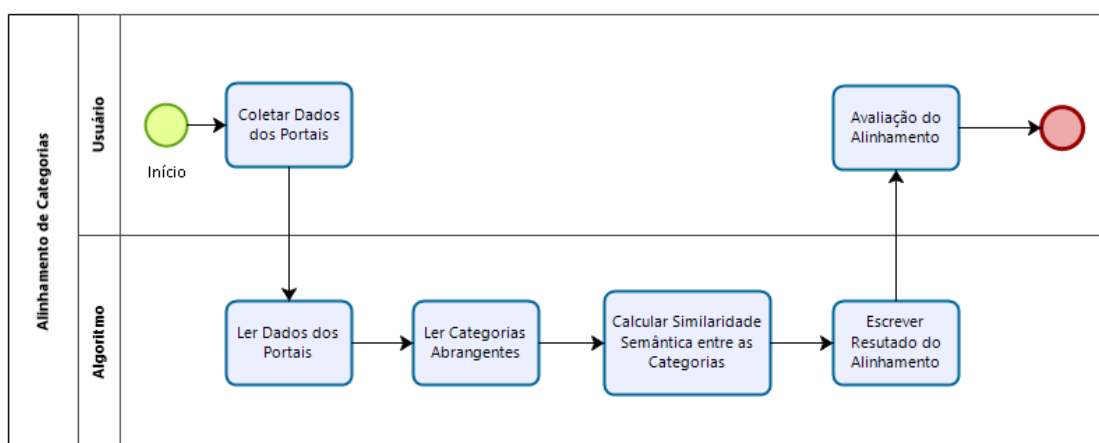 Alinhamento de Categorias
Usuário
Início
Coletar Dados
dos Portais
Avaliação do
Alinhamento
Algoritmo
Ler Dados dos
Portais
Ler Categorias
Abrangentes
Calcular Similaridade
Semântica entre as
Categorias
Escrever
Resutado do
Alinhamento